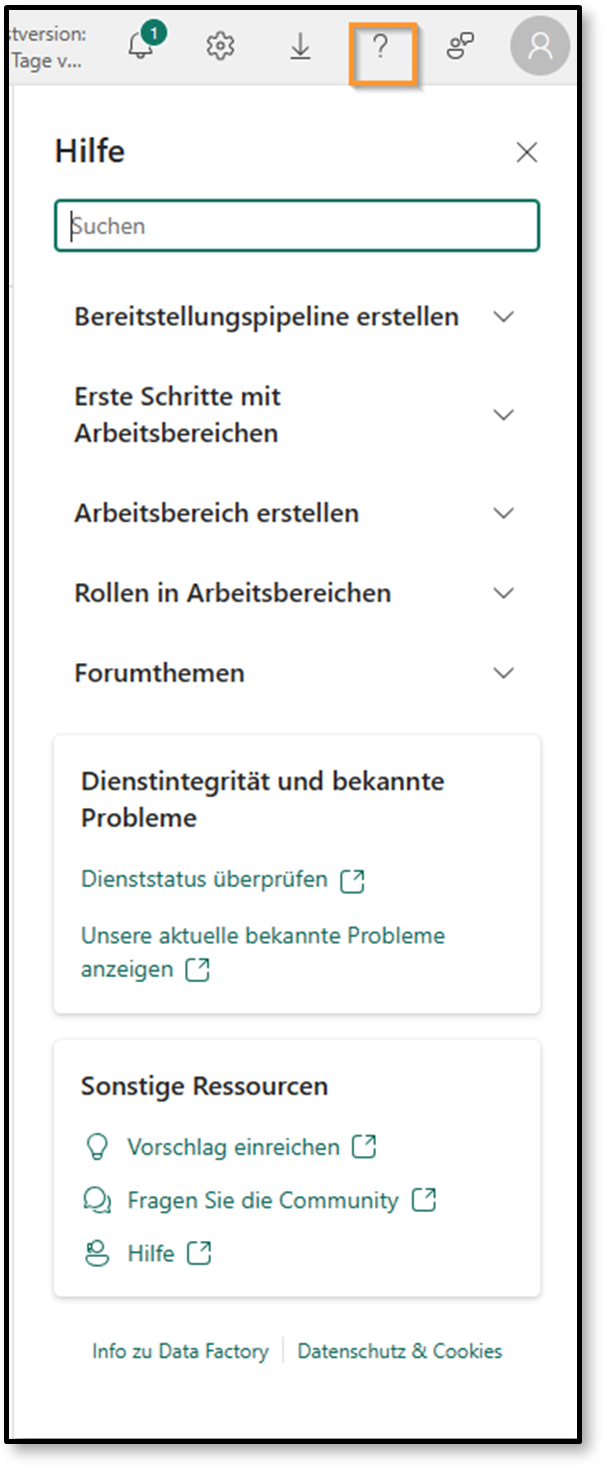 tversion:
1
Tage v...
?
Hilfe
Suchen
Bereitstellungspipeline erstellen
Erste Schritte mit
Arbeitsbereichen
Arbeitsbereich erstellen
Rollen in Arbeitsbereichen
Forumthemen
Dienstintegrität und bekannte
Probleme
Dienststatus überprüfen
Unsere aktuelle bekannte Probleme
anzeigen
Sonstige Ressourcen
Vorschlag einreichen
Fragen Sie die Community
Hilfe
Info zu Data Factory
Datenschutz & Cookies